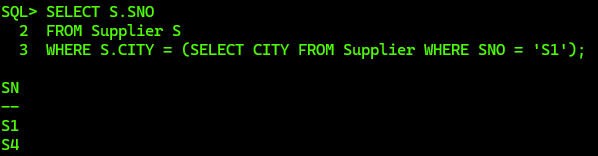 SQL> SELECT S.SNO
  2  FROM Supplier S
  3  WHERE S.CITY = (SELECT CITY FROM Supplier WHERE SNO = 'S1');
SN
--
S1
S4